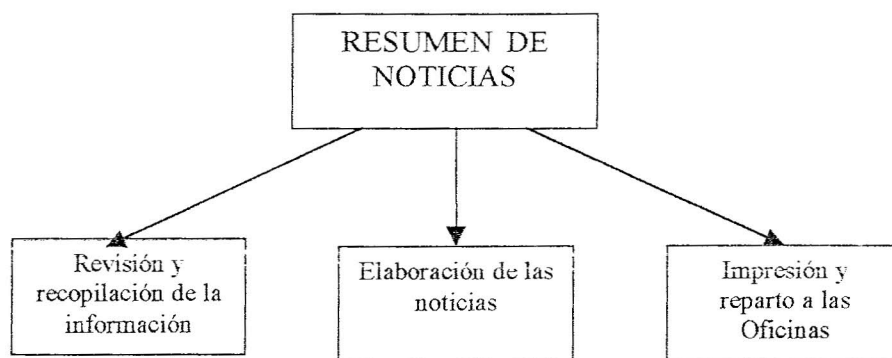 RESUMEN DE
NOTICIAS
Revisión y
recopilación de la
información
Elaboración de las
noticias
Impresión y
reparto a las
Oficinas